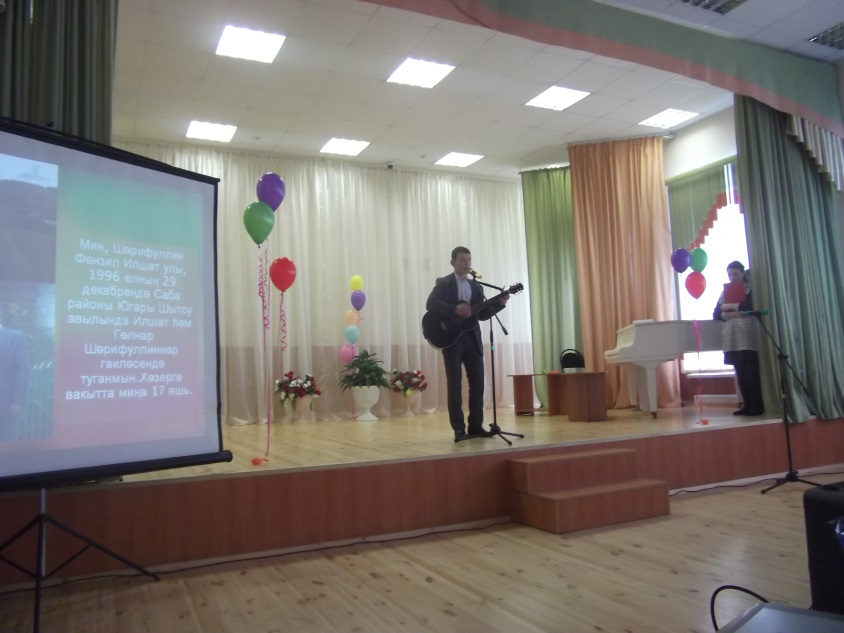 Мин, Шәрифуллин
Фәнзил Илшат улы,
1996 елның 29
декабрендә Саба
районы Югары Шытсу
авылында Илшат һәм
Гөлнар
Шәрифуллиннар
гаиләсендә
туганмын.Хәзерге
вакытта миңа 17 яшь.